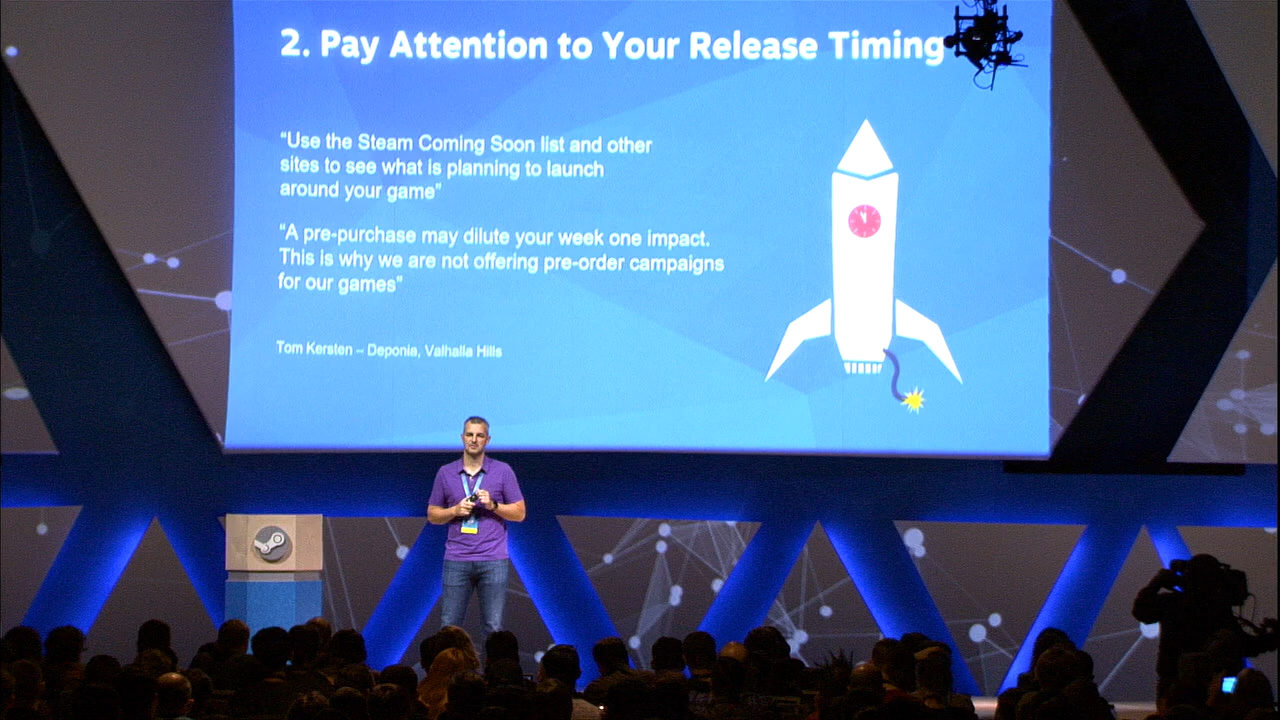 2. Pay Attention to Your Release Timing
“Use the Steam Coming Soon list and other
sites to see what is planning to launch
around your game”
“A pre-purchase may dilute your week one impact.
This is why we are not offering pre-order campaigns
for our games”
Tom Kersten – Deponia, Valhalla Hills